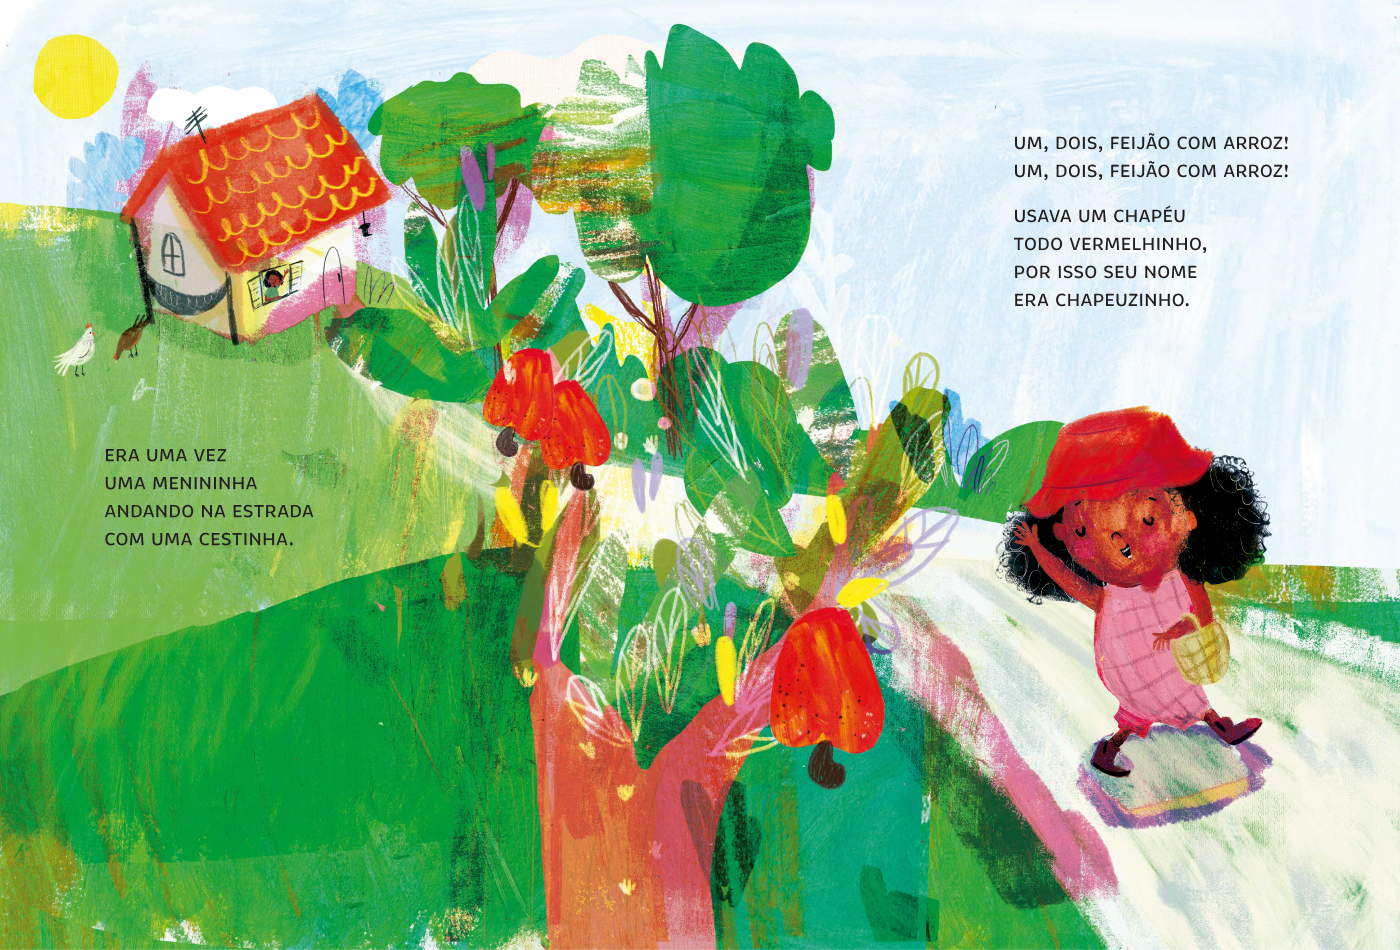 ERA UMA VEZ
UMA MENININHA
ANDANDO NA ESTRADA
COM UMA CESTINHA.
UM, DOIS, FEIJÃO COM ARROZ!
UM, DOIS, FEIJÃO COM ARROZ!
USAVA UM CHAPÉU
TODO VERMELHINHO,
POR ISSO SEU NOME
ERA CHAPEUZINHO.